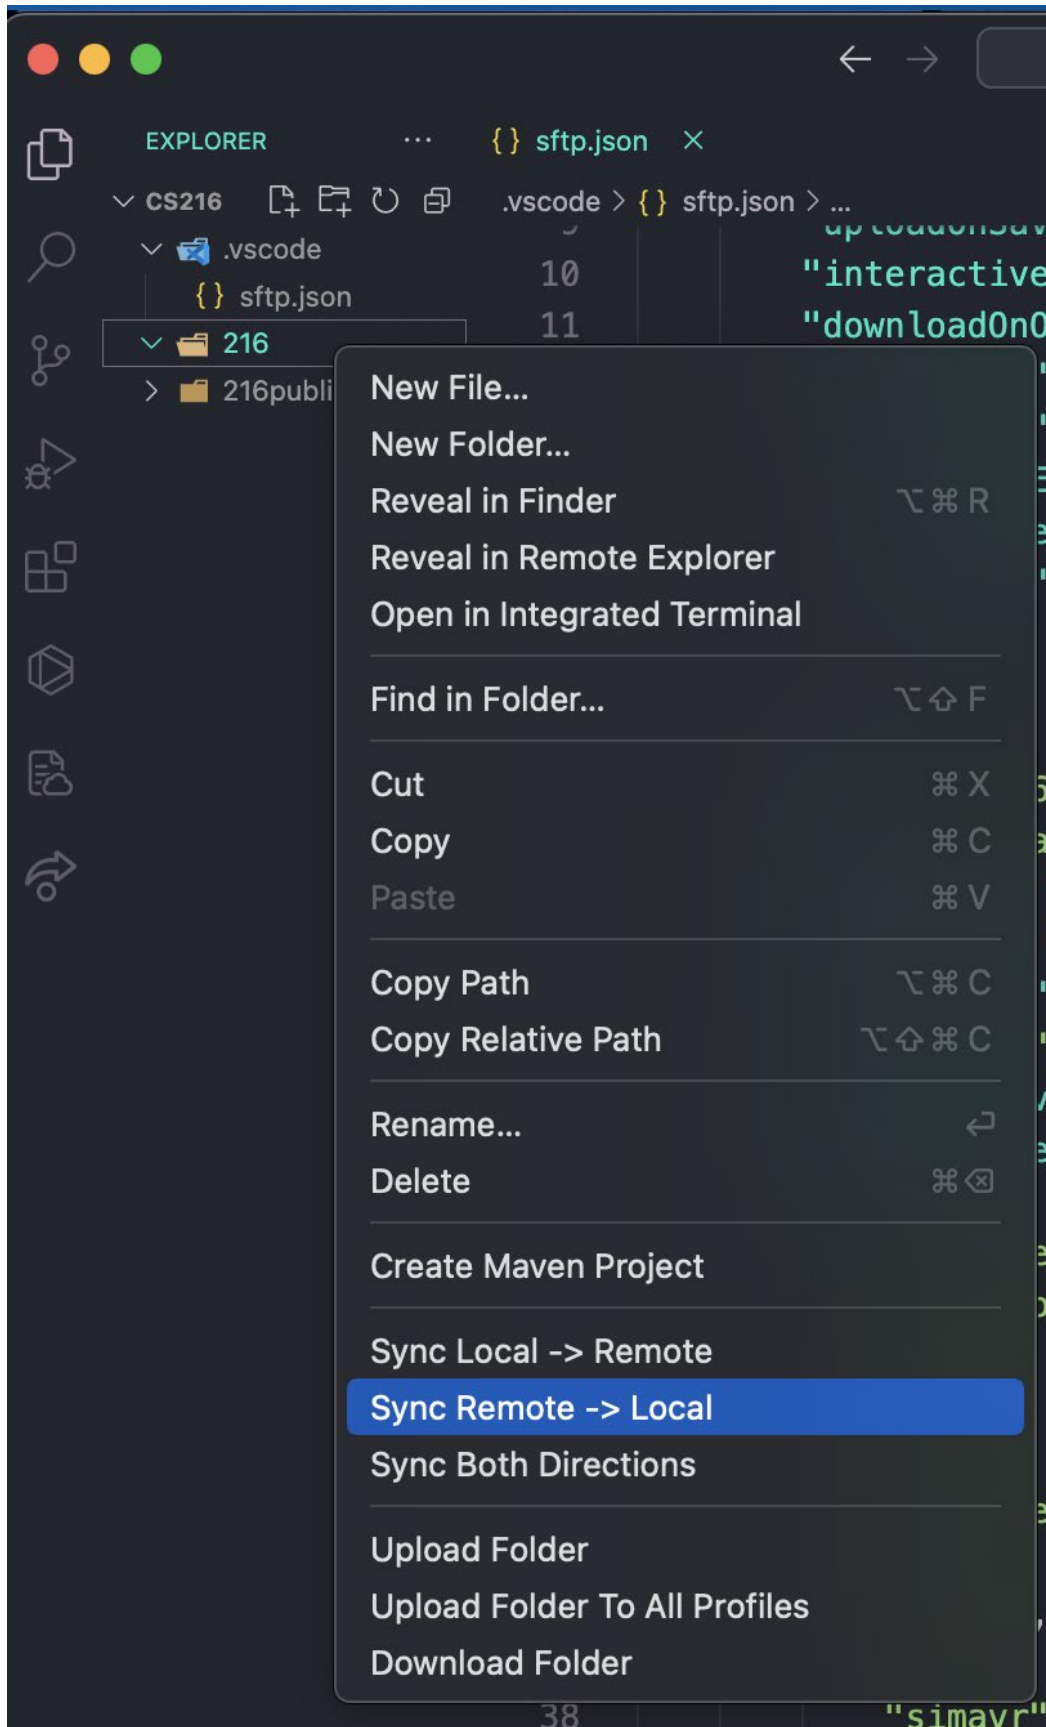 EXPLORER ... {} sftp.json ×
CS216 .vscode > {} sftp.json > ...
.vscode
{} sftp.json
10 "interactive
11 "downloadOnO
216
216publi
New File...
New Folder...
Reveal in Finder ⌥⌘R
Reveal in Remote Explorer
Open in Integrated Terminal
Find in Folder... ⌥⇧F
Cut ⌘X
Copy ⌘C
Paste ⌘V
Copy Path ⌥⌘C
Copy Relative Path ⌥⇧⌘C
Rename... ↩
Delete ⌘⌫
Create Maven Project
Sync Local -> Remote
Sync Remote -> Local
Sync Both Directions
Upload Folder
Upload Folder To All Profiles
Download Folder
38 "simavr"